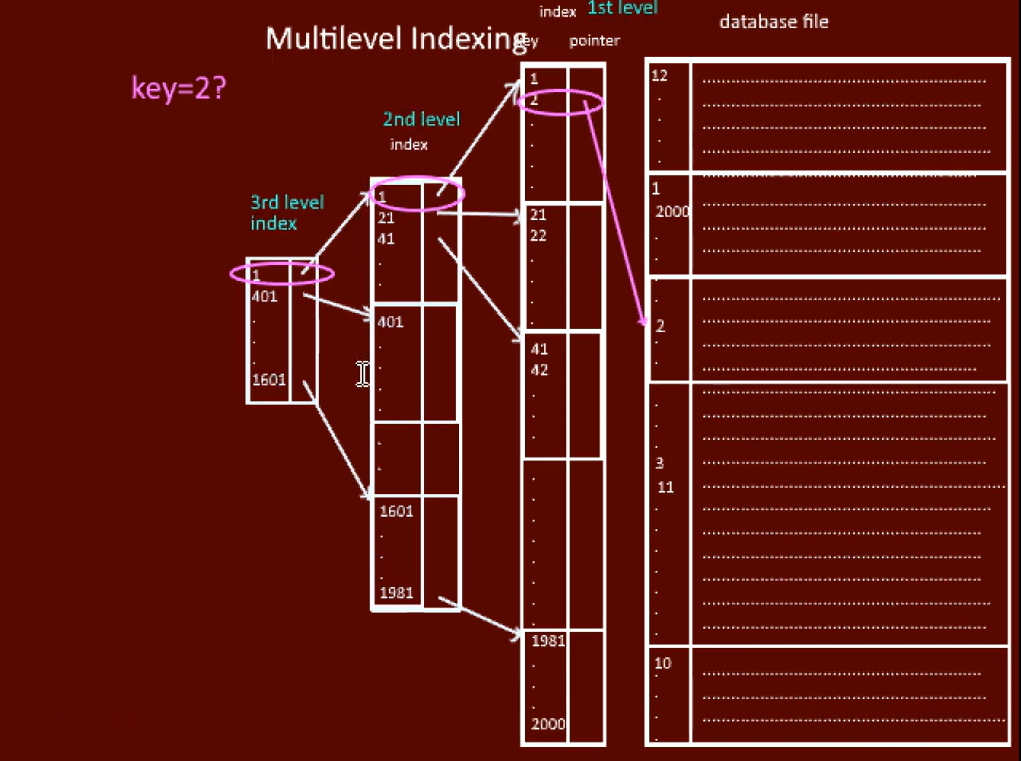 Multilevel Indexing
key=2?
index 1st level
key pointer
database file
2nd level
index
3rd level
index
1
401
1601
1
21
41
401
1601
1981
1
2
21
22
41
42
1981
2000
12
1
2000
2
3
11
10